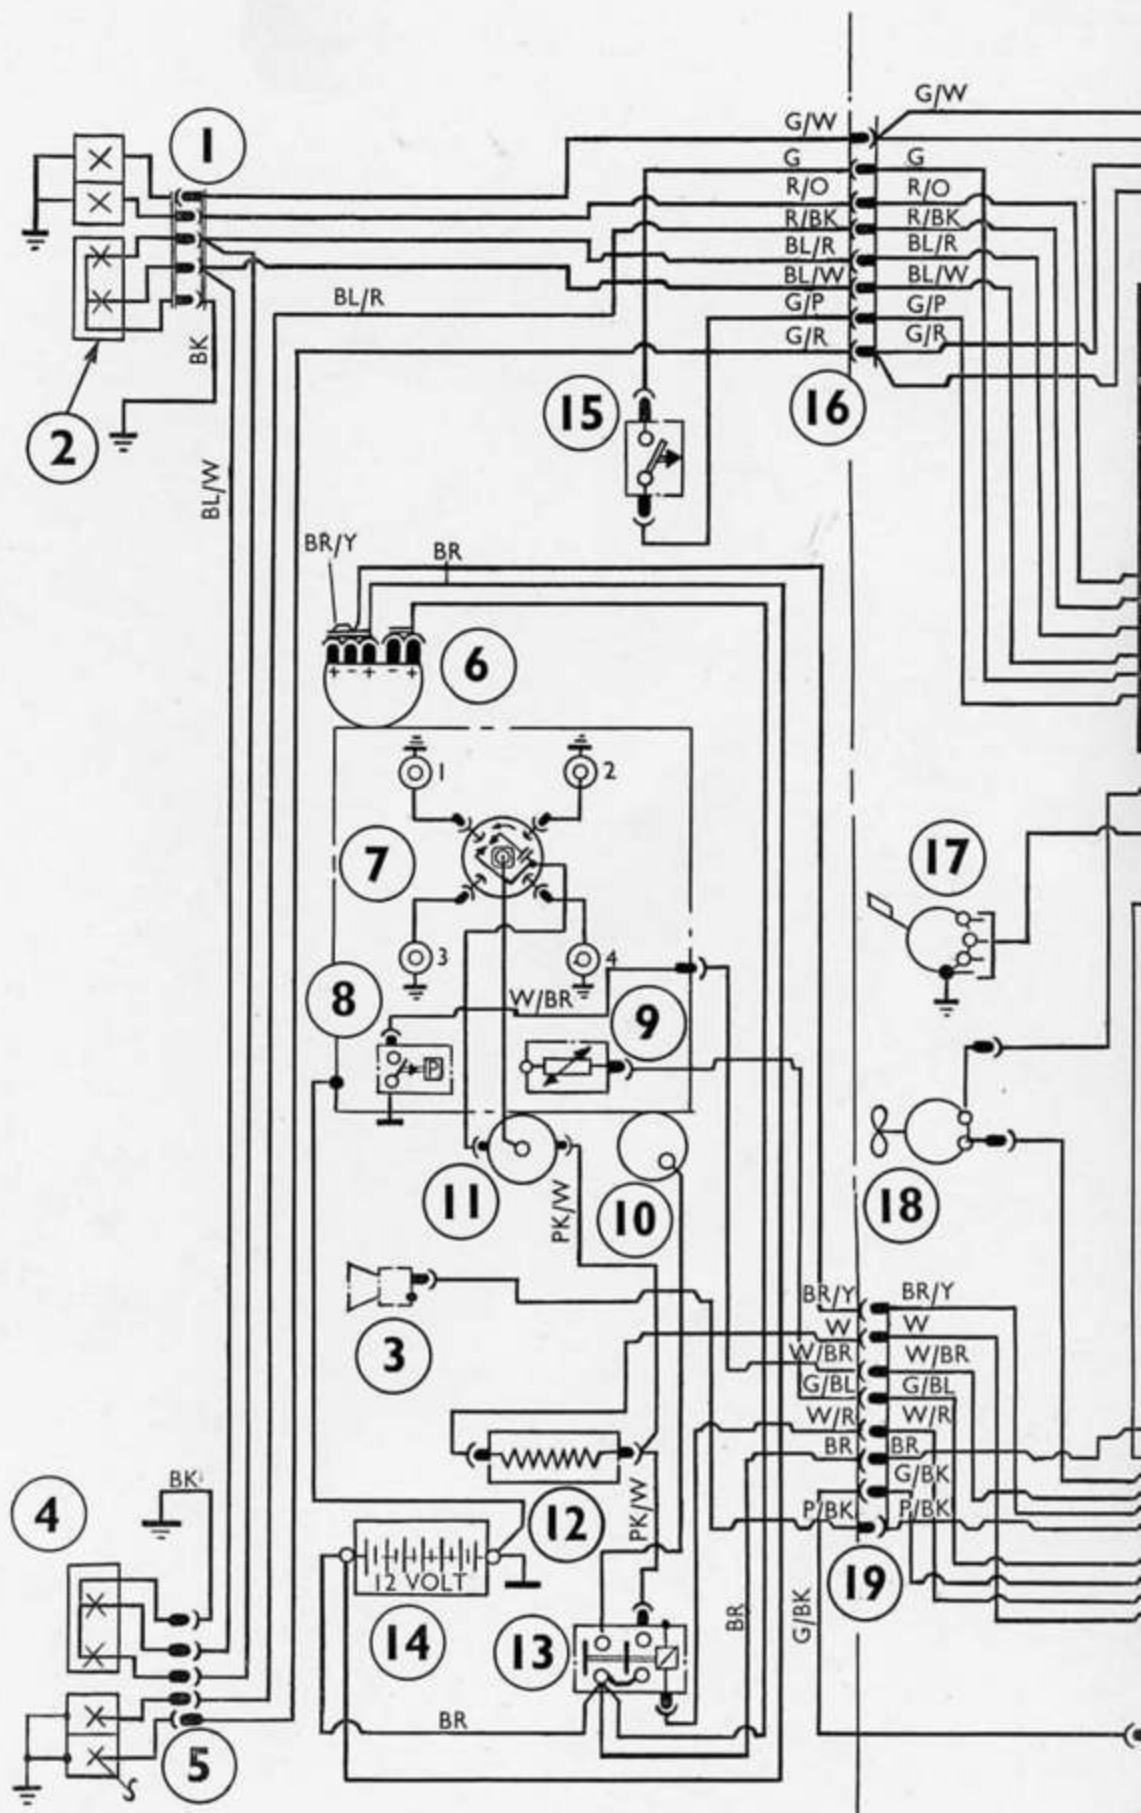 G/W
1
G/W
G
G
R/O
R/O
R/BK
R/BK
BL/R
BL/R
BL/W
BL/W
BL/R
G/P
G/P
G/R
G/R
BK
15
16
2
BL/W
BR/Y
BR
6
+ - + - +
1
2
7
17
3
4
8
W/BR
9
P
11
10
18
PK/W
3
BR/Y
BR/Y
W
W
W/BR
W/BR
G/BL
G/BL
W/R
W/R
BR
BR
BK
G/BK
4
P/BK
P/BK
12
PK/W
12 VOLT
19
14
13
BR
G/BK
BR
5
S